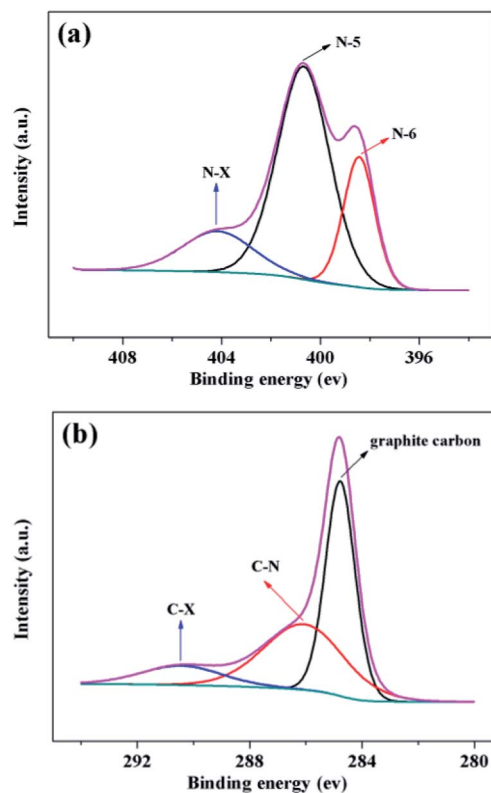 (a)
N-5
N-6
N-X
Intensity (a.u.)
408 404 400 396
Binding energy (ev)
(b)
graphite carbon
C-N
C-X
Intensity (a.u.)
292 288 284 280
Binding energy (ev)